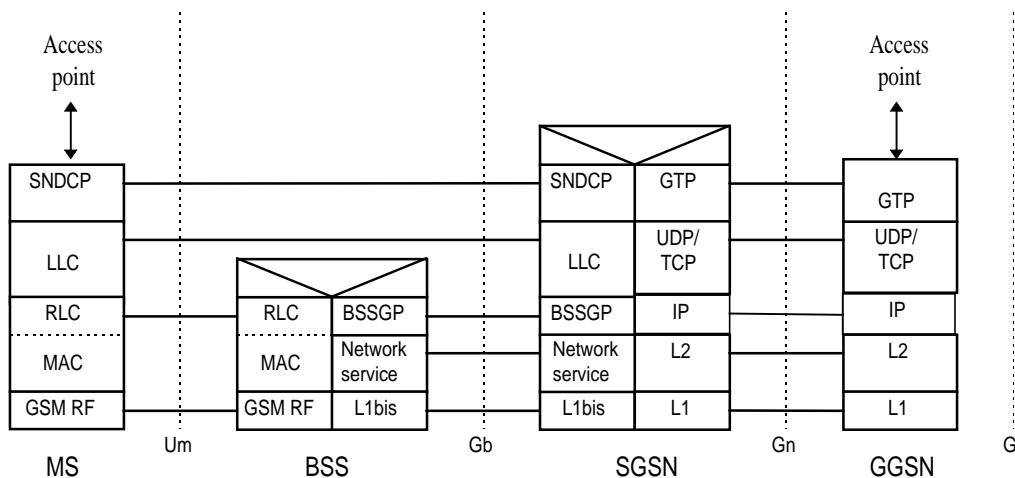 Access
point
Access
point
SNDCP
SNDCP
GTP
GTP
LLC
LLC
UDP/
TCP
UDP/
TCP
RLC
RLC
BSSGP
BSSGP
IP
IP
MAC
MAC
Network
service
Network
service
L2
L2
GSM RF
GSM RF
L1bis
L1bis
L1
L1
Um
Gb
Gn
G
MS
BSS
SGSN
GGSN